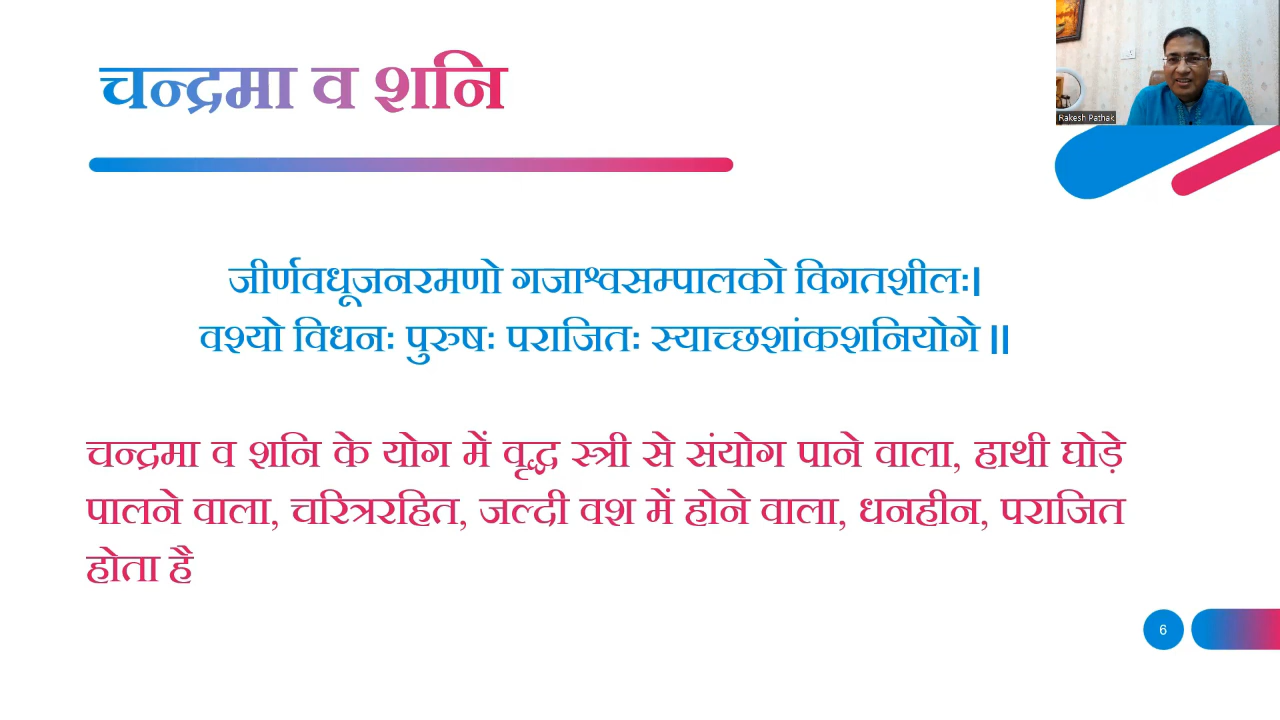 चन्द्रमा व शनि
Rakesh Pathak
जीर्णवधूजनरमणो गजाश्वसम्पालको विगतशीलः।
वश्यो विधनः पुरुषः पराजितः स्याच्छशांकशनियोगे ॥
चन्द्रमा व शनि के योग में वृद्ध स्त्री से संयोग पाने वाला, हाथी घोड़े
पालने वाला, चरित्ररहित, जल्दी वश में होने वाला, धनहीन, पराजित
होता है
6